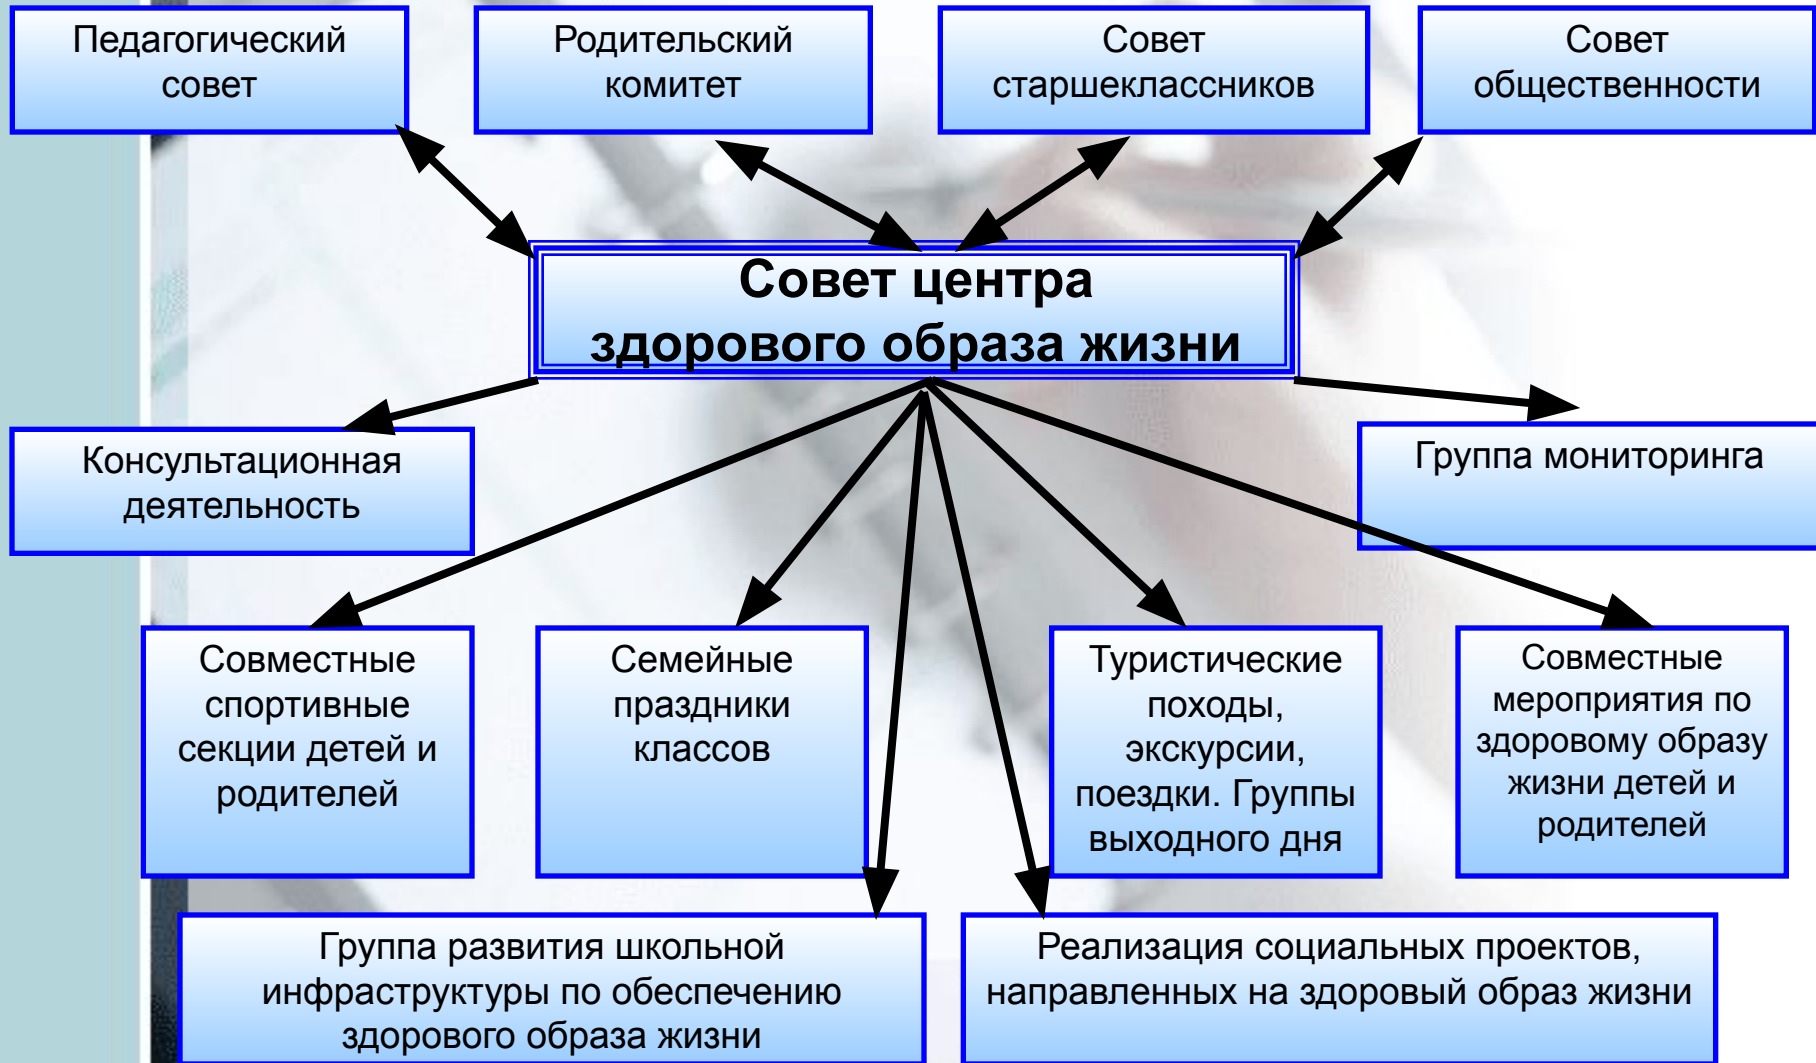 Педагогический
совет
Родительский
комитет
Совет
старшеклассников
Совет
общественности
Совет центра
здорового образа жизни
Консультационная
деятельность
Группа мониторинга
Совместные
спортивные
секции детей и
родителей
Семейные
праздники
классов
Туристические
походы,
экскурсии,
поездки. Группы
выходного дня
Совместные
мероприятия по
здоровому образу
жизни детей и
родителей
Группа развития школьной
инфраструктуры по обеспечению
здорового образа жизни
Реализация социальных проектов,
направленных на здоровый образ жизни